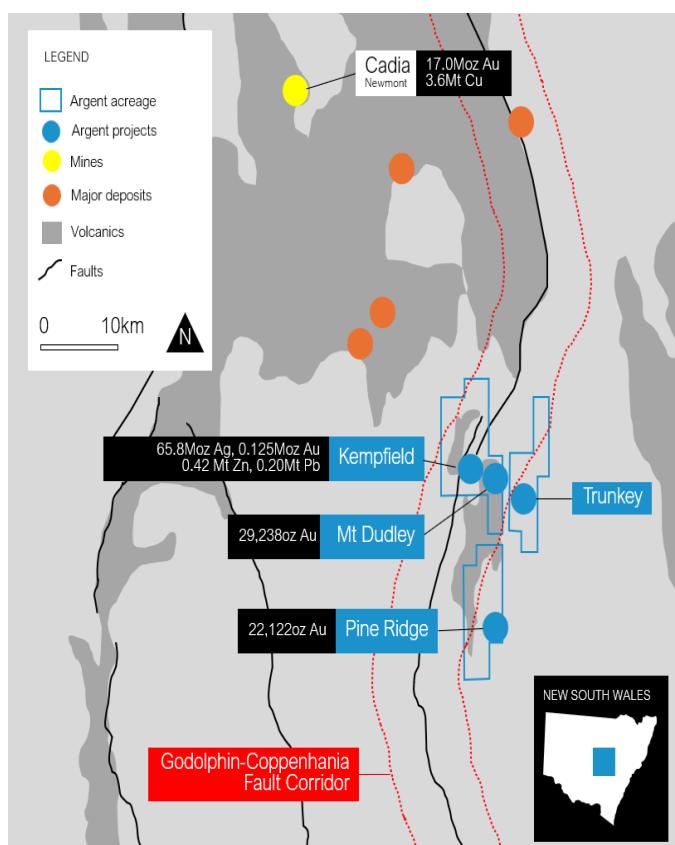 LEGEND
Argent acreage
Argent projects
Mines
Major deposits
Volcanics
Faults
0 10km
N
Cadia
Newmont
17.0Moz Au
3.6Mt Cu
65.8Moz Ag, 0.125Moz Au
0.42 Mt Zn, 0.20Mt Pb
Kempfield
Trunkey
29,238oz Au
Mt Dudley
22,122oz Au
Pine Ridge
Godolphin-Coppenhania
Fault Corridor
NEW SOUTH WALES